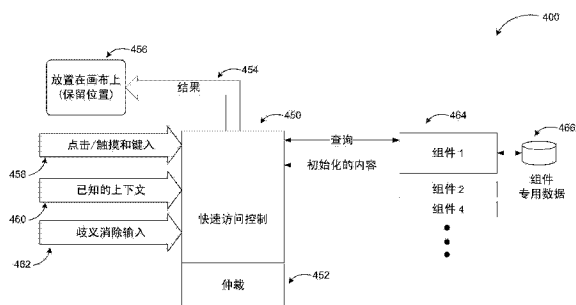 400
456
放置在画布上
(保留位置)
454
结果
450
464
466
点击/触摸和键入
458
查询
组件 1
初始化的内容
已知的上下文
460
组件 2
组件 4
组件
专用数据
快速访问控制
歧义消除输入
462
伸载
452